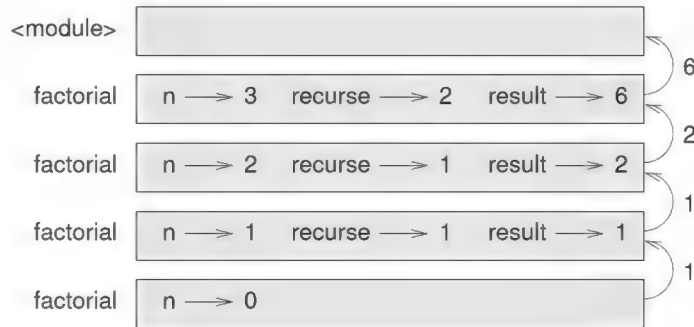 <module>
6
factorial n → 3 recurse → 2 result → 6
2
factorial n → 2 recurse → 1 result → 2
1
factorial n → 1 recurse → 1 result → 1
1
factorial n → 0